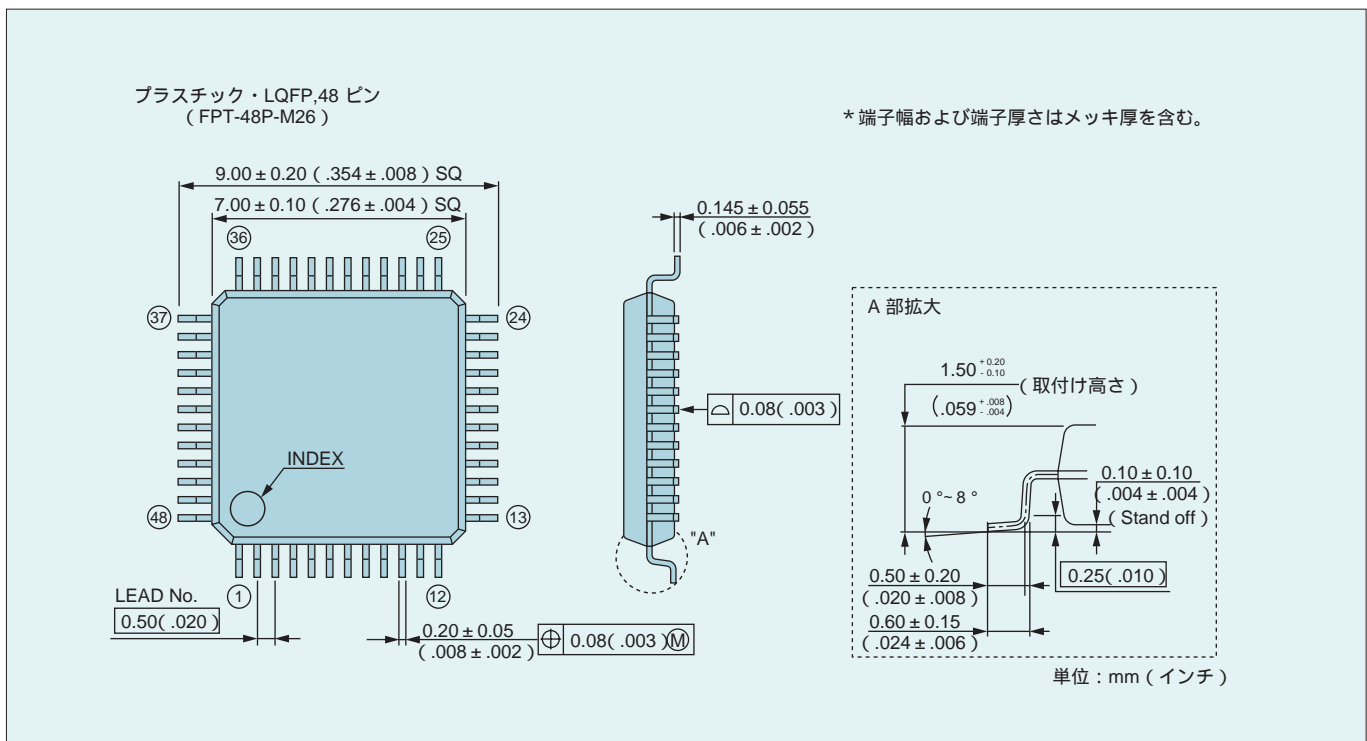 プラスチック・LQFP,48 ピン
( FPT-48P-M26 )
*端子幅および端子厚さはメッキ厚を含む。
9.00 ± 0.20 ( .354 ± .008 ) SQ
7.00 ± 0.10 ( .276 ± .004 ) SQ
36
25
37
24
INDEX
48
13
1
12
LEAD No.
0.50( .020 )
0.20 ± 0.05
( .008 ± .002 )
⌖ 0.08( .003 )Ⓜ
0.145 ± 0.055
( .006 ± .002 )
⌓ 0.08( .003 )
"A"
A 部拡大
1.50 +0.20 -0.10
( 取付け高さ )
(.059 +.008 -.004)
0 °~ 8 °
0.10 ± 0.10
( .004 ± .004 )
( Stand off )
0.25( .010 )
0.50 ± 0.20
( .020 ± .008 )
0.60 ± 0.15
( .024 ± .006 )
単位:mm ( インチ )